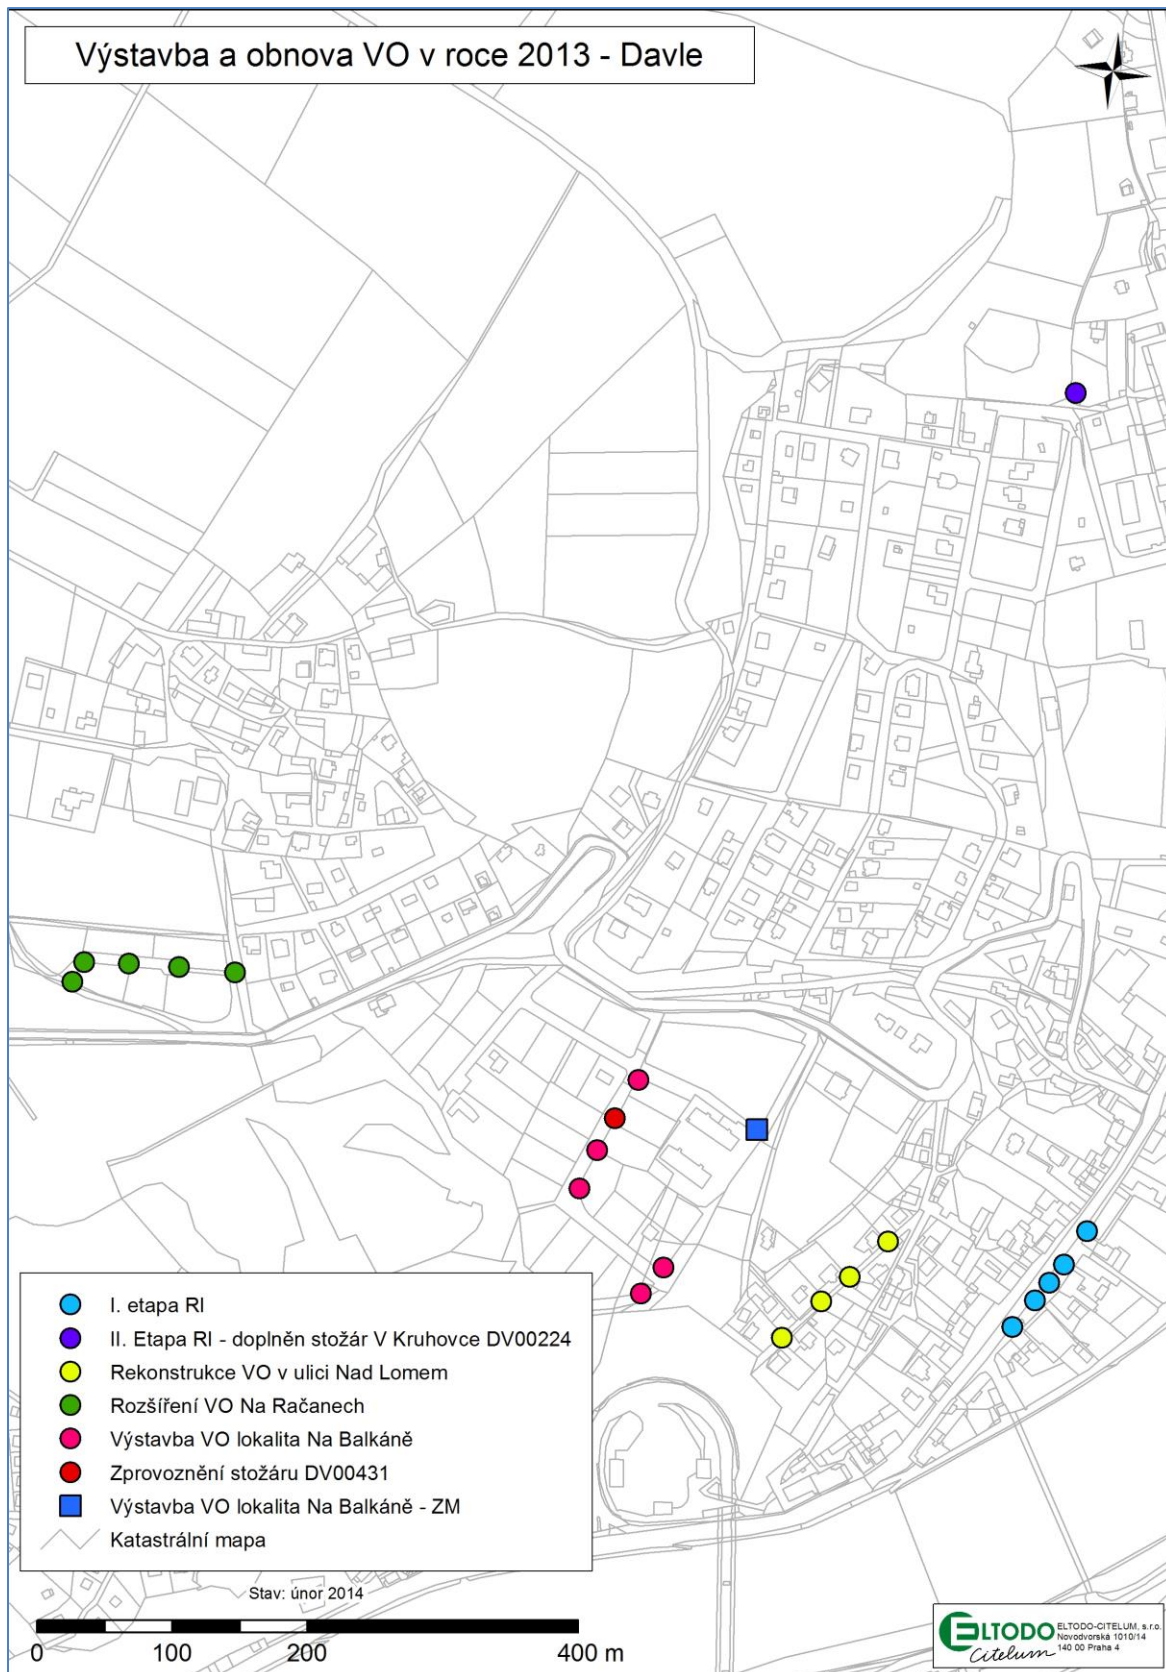 Výstavba a obnova VO v roce 2013 - Davle
I. etapa RI
II. Etapa RI - doplněn stožár V Kruhovce DV00224
Rekonstrukce VO v ulici Nad Lomem
Rozšíření VO Na Račanech
Výstavba VO lokalita Na Balkáně
Zprovoznění stožáru DV00431
Výstavba VO lokalita Na Balkáně - ZM
Katastrální mapa
Stav: únor 2014
0 100 200 400 m
ELTODO
Citelum
ELTODO-CITELUM, s.r.o.
Novodvorská 1010/14
140 00 Praha 4